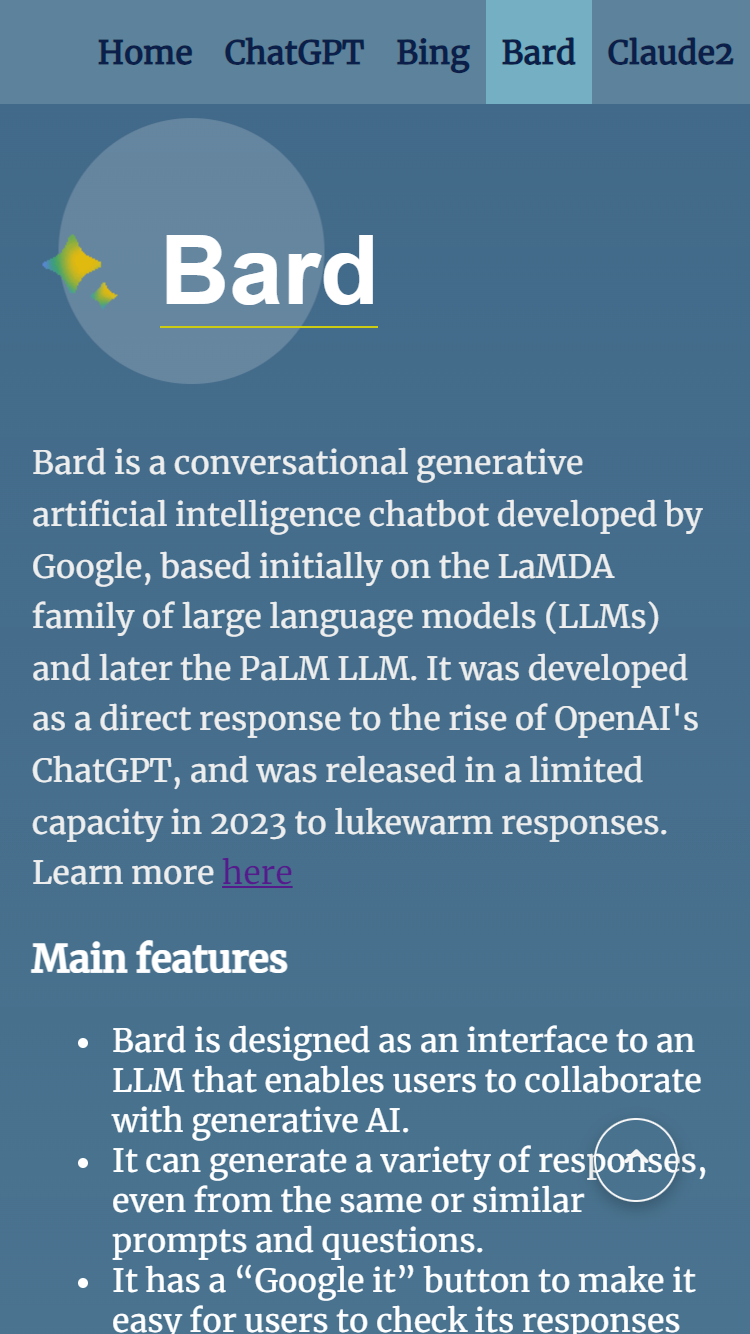 Home ChatGPT Bing Bard Claude2
Bard
Bard is a conversational generative
artificial intelligence chatbot developed by
Google, based initially on the LaMDA
family of large language models (LLMs)
and later the PaLM LLM. It was developed
as a direct response to the rise of OpenAI's
ChatGPT, and was released in a limited
capacity in 2023 to lukewarm responses.
Learn more here
Main features
• Bard is designed as an interface to an
LLM that enables users to collaborate
with generative AI.
• It can generate a variety of responses,
even from the same or similar
prompts and questions.
• It has a “Google it” button to make it
easy for users to check its responses